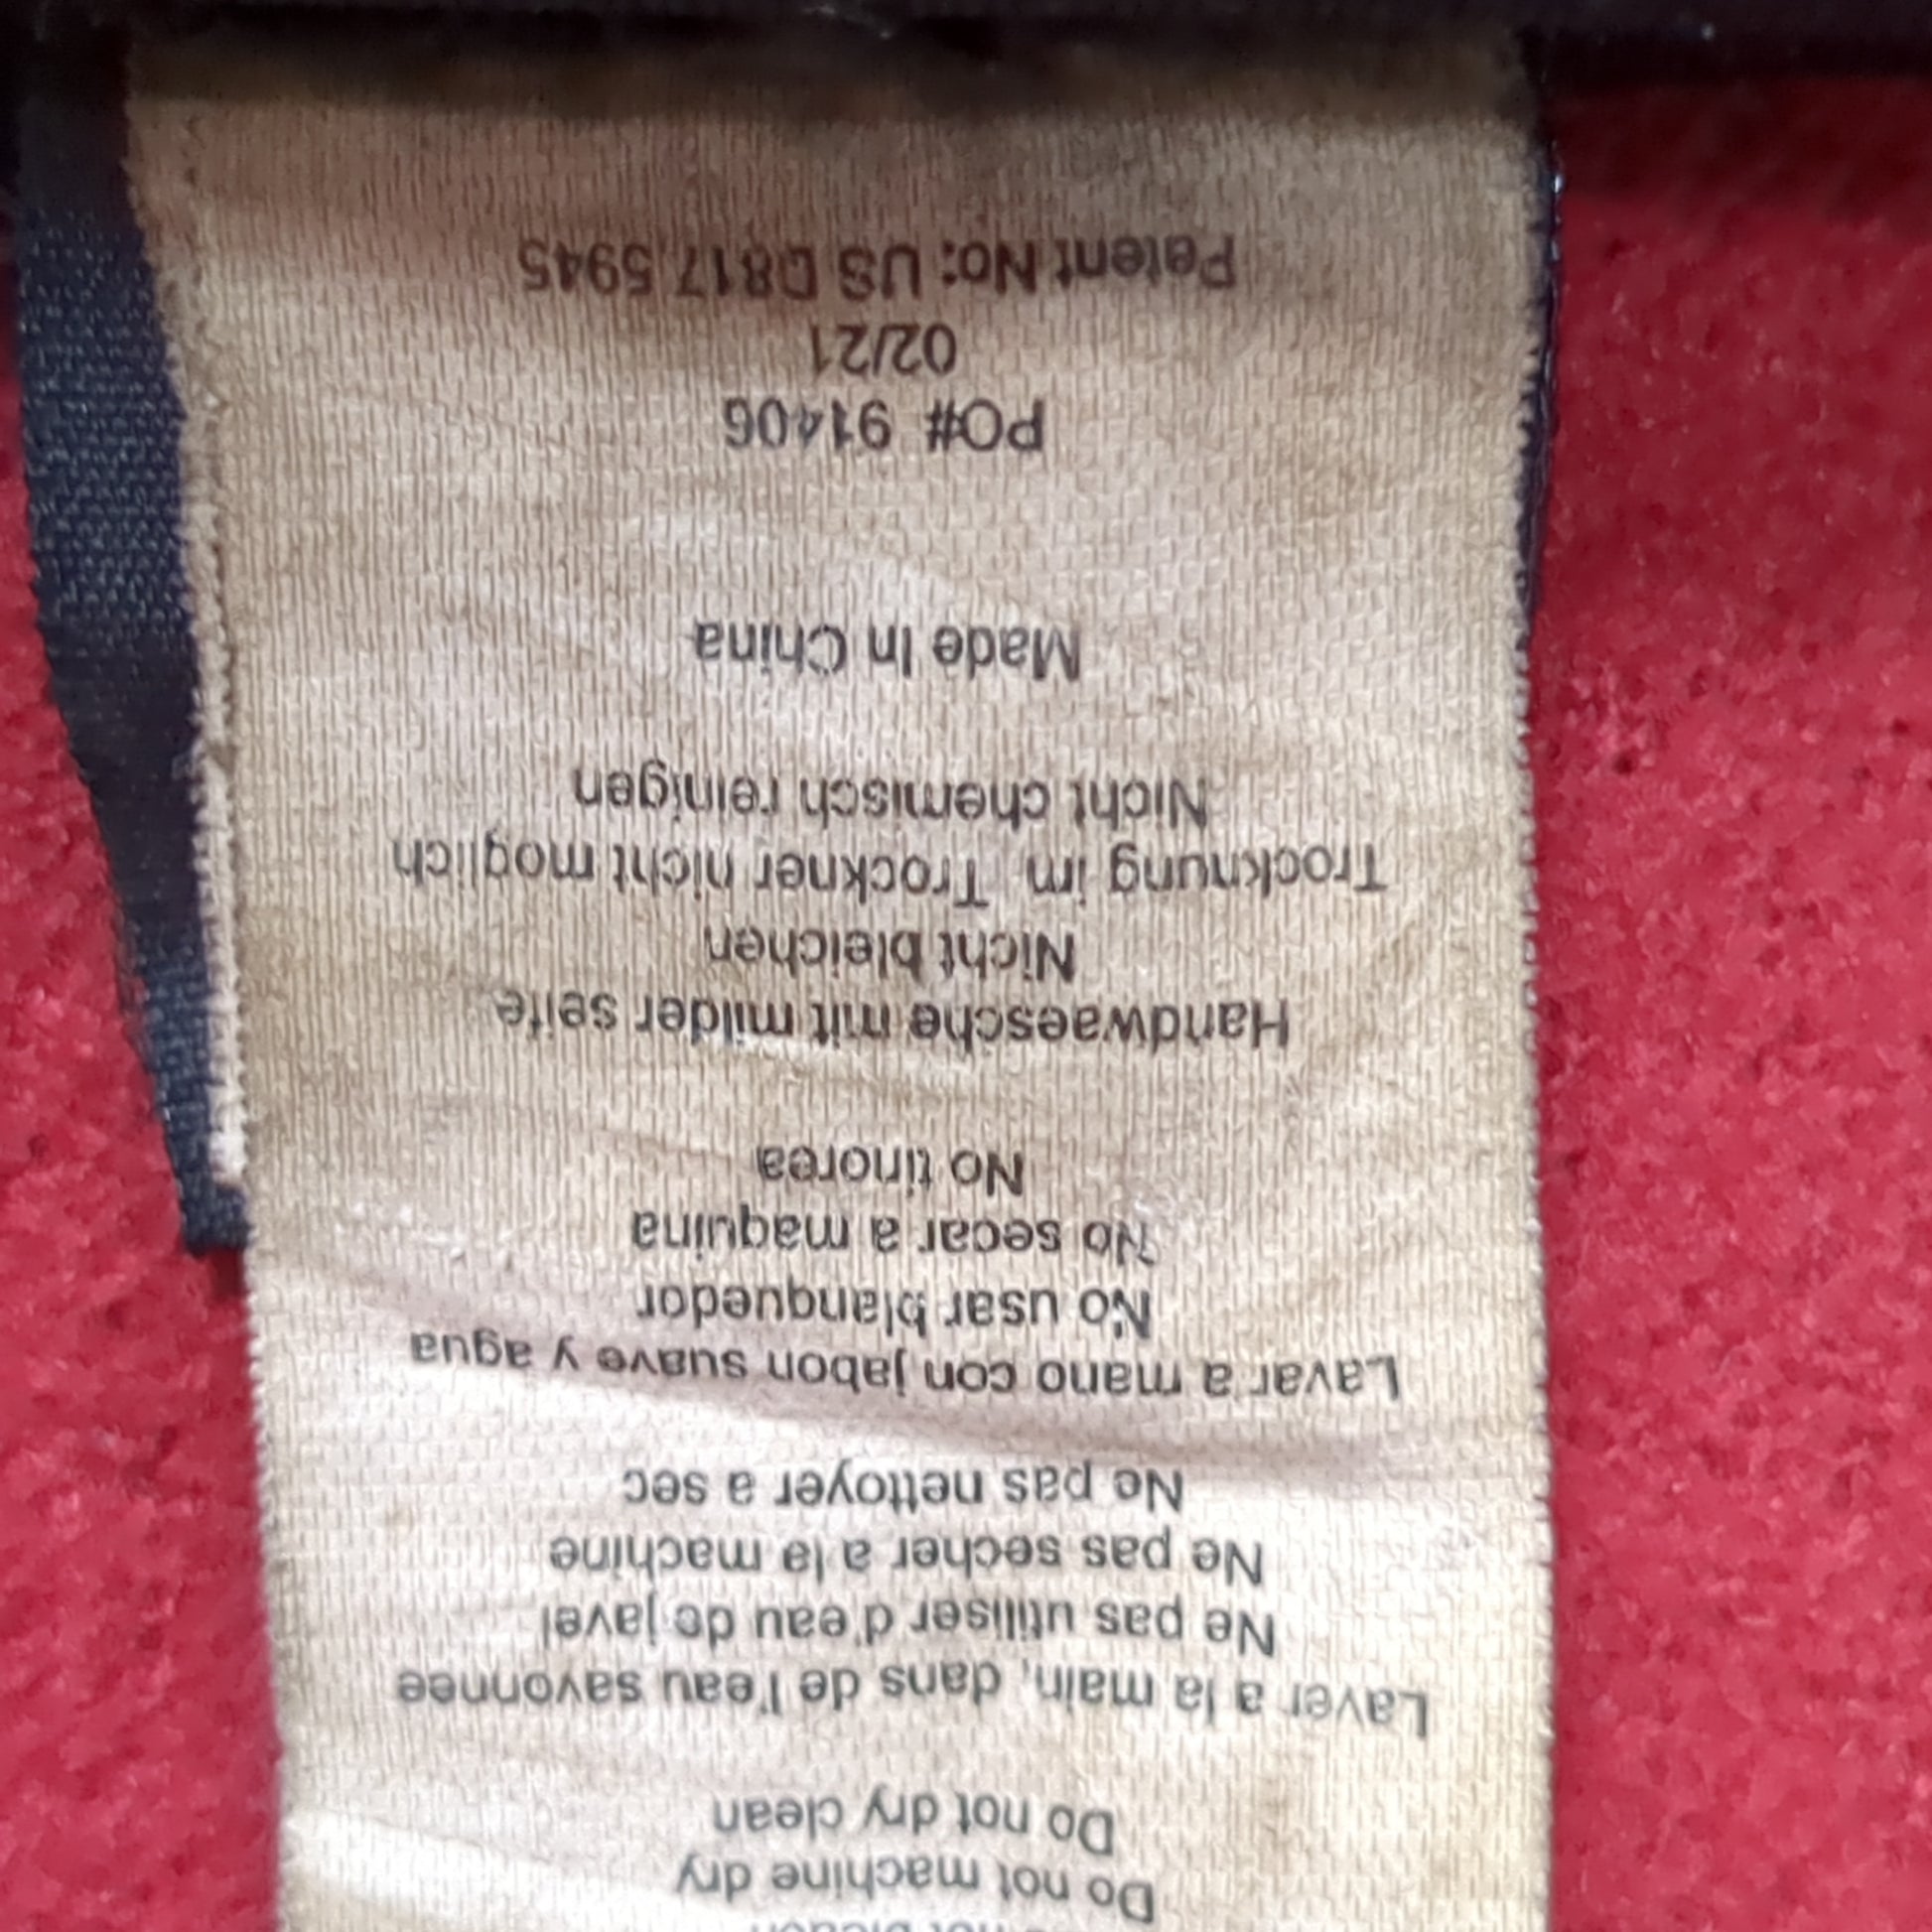 Do not machine dry
Do not dry clean
Laver a la main, dans de l'eau savonnee
Ne pas utiliser d'eau de javel
Ne pas secher a la machine
Ne pas nettoyer a sec
Lavar a mano con jabon suave y agua
No usar blanquedor
No secar a maquina
No tinorea
Handwaesche mit milder seife
Nicht bleichen
Trocknung im Trockner nicht moglich
Nicht chemisch reinigen
Made In China
PO# 91406
02/21
Patent No: US D817,5945